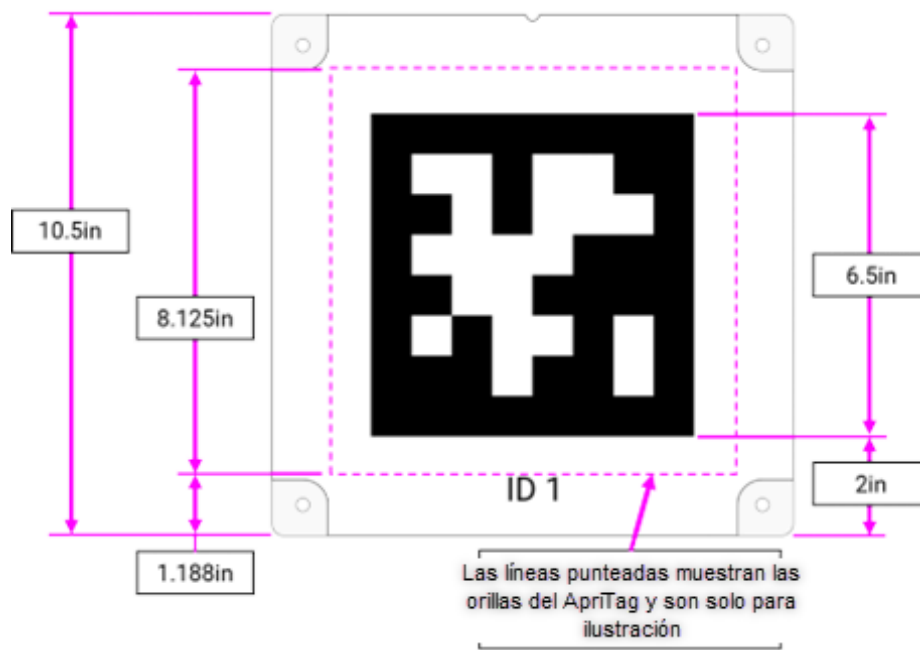 10.5in
8.125in
6.5in
2in
ID 1
1.188in
Las líneas punteadas muestran las
orillas del ApriTag y son solo para
ilustración